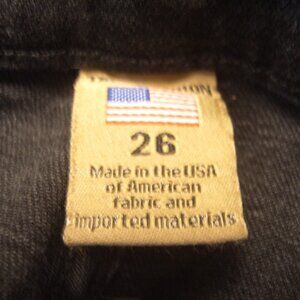 26
Made in the USA
of American
fabric and
imported materials